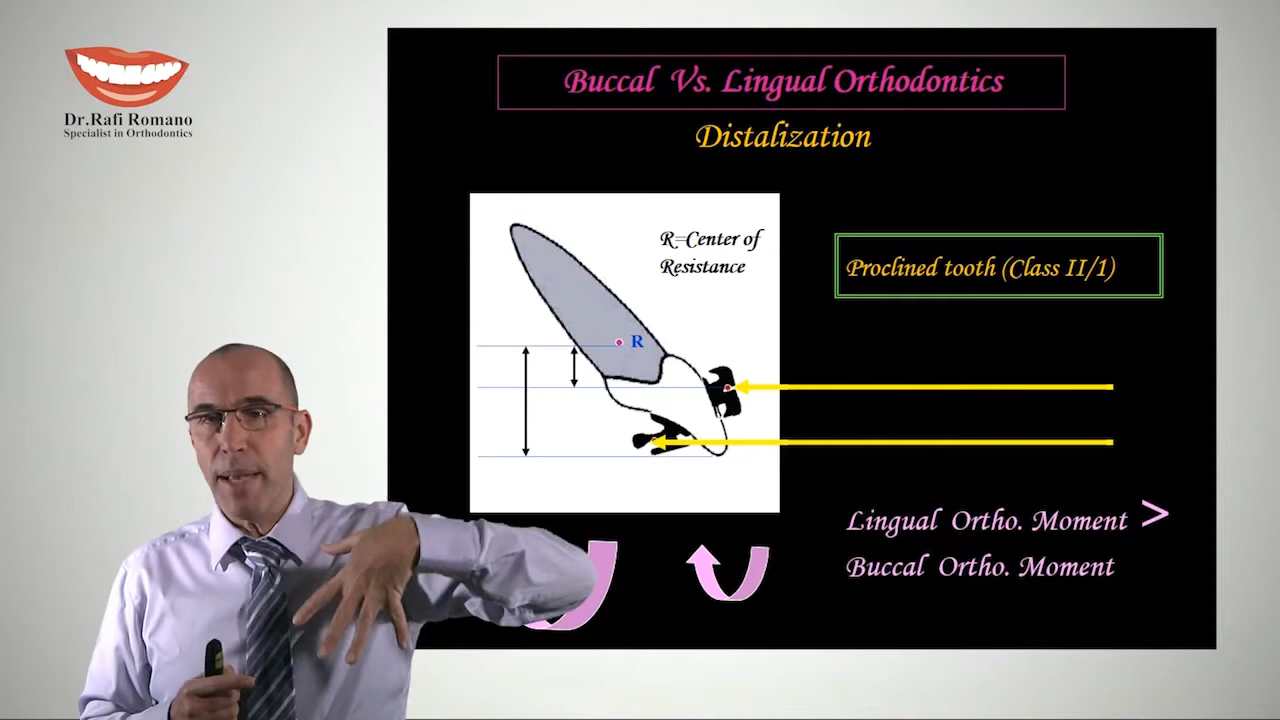 Dr.Rafi Romano
Specialist in Orthodontics
Buccal Vs. Lingual Orthodontics
Distalization
R=Center of
Resistance
R
Proclined tooth (Class II/1)
Lingual Ortho. Moment >
Buccal Ortho. Moment